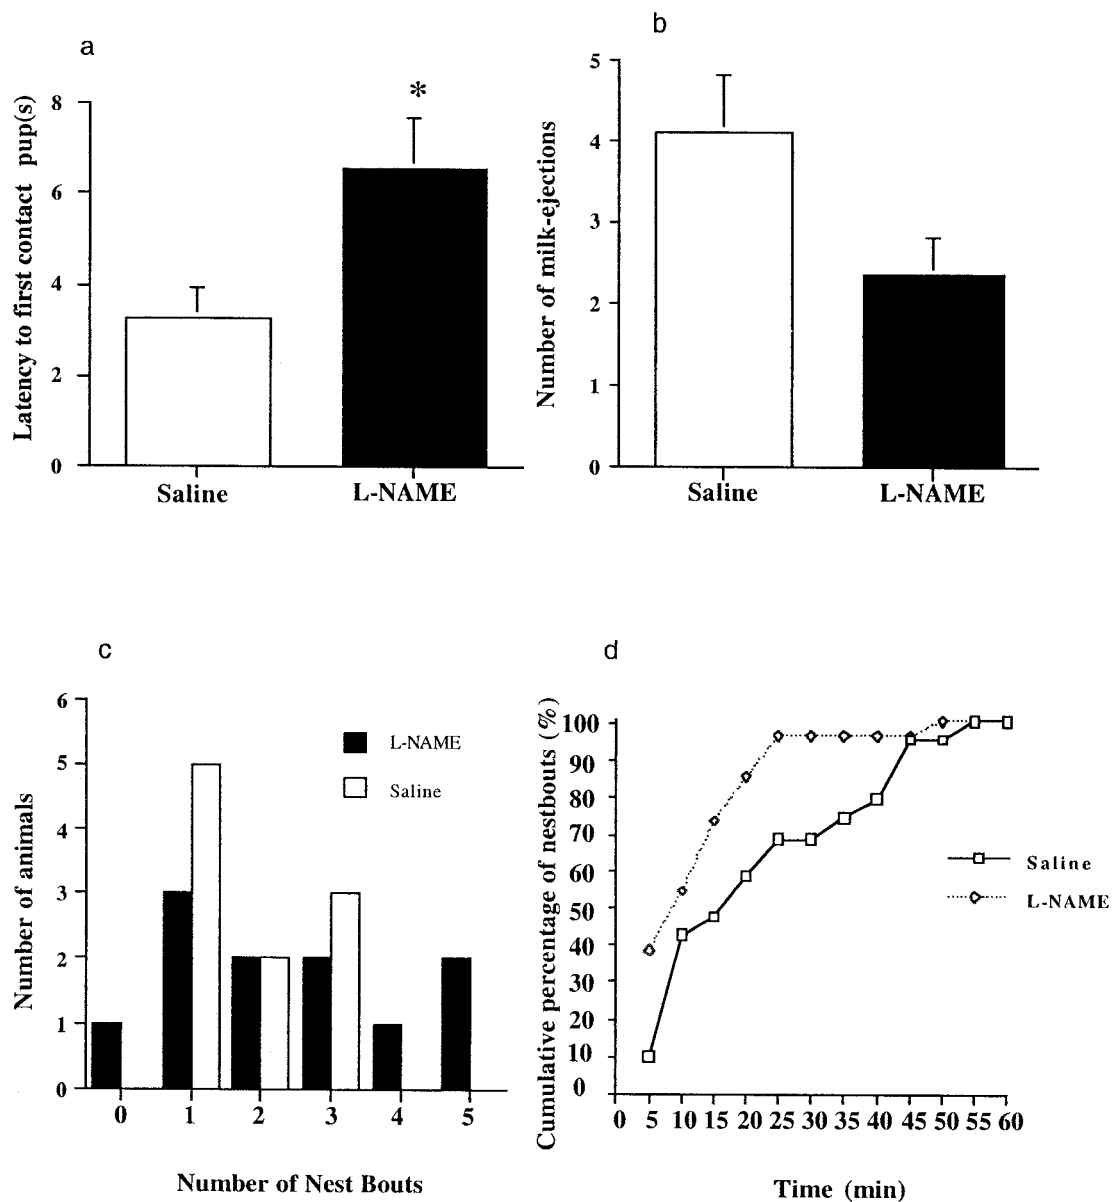 a
Latency to first contact pup(s)
8
6
4
2
0
*
Saline
L-NAME
b
Number of milk-ejections
5
4
3
2
1
0
Saline
L-NAME
c
Number of animals
6
5
4
3
2
1
0
L-NAME
Saline
0 1 2 3 4 5
Number of Nest Bouts
d
Cumulative percentage of nestbouts (%)
100
90
80
70
60
50
40
30
20
10
0
Saline
L-NAME
0 5 10 15 20 25 30 35 40 45 50 55 60
Time (min)